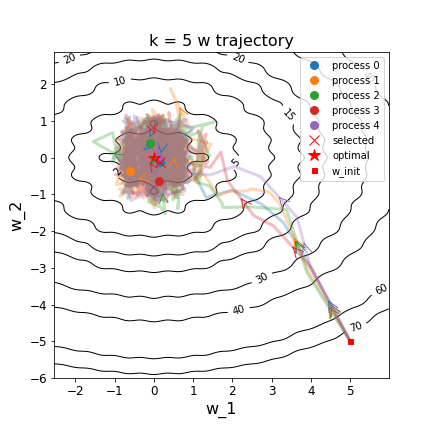 k = 5 w trajectory
process 0
process 1
process 2
process 3
process 4
selected
optimal
w_init
20
20
10
15
5
2
30
40
60
70
w_2
2
1
0
−1
−2
−3
−4
−5
−6
−2
−1
0
1
2
3
4
5
w_1